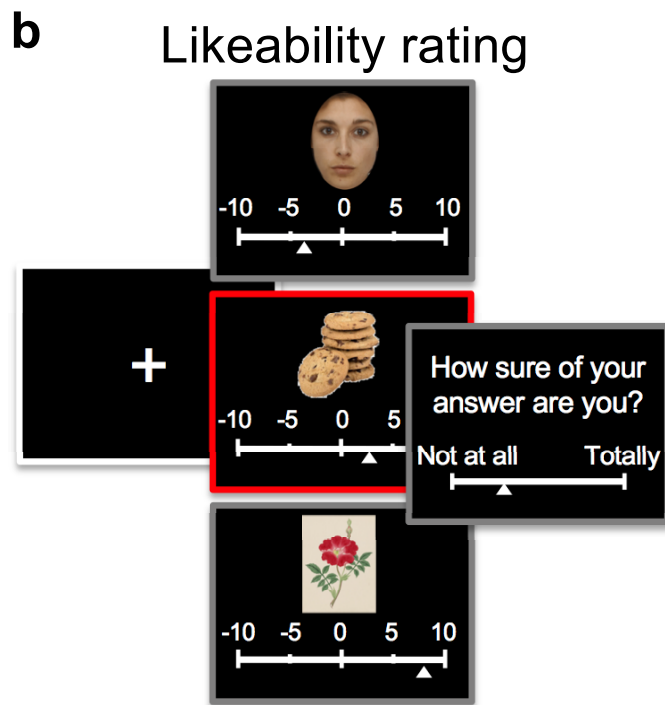 b
Likeability rating
-10 -5 0 5 10
+
-10 -5 0 5
How sure of your
answer are you?
Not at all Totally
-10 -5 0 5 10